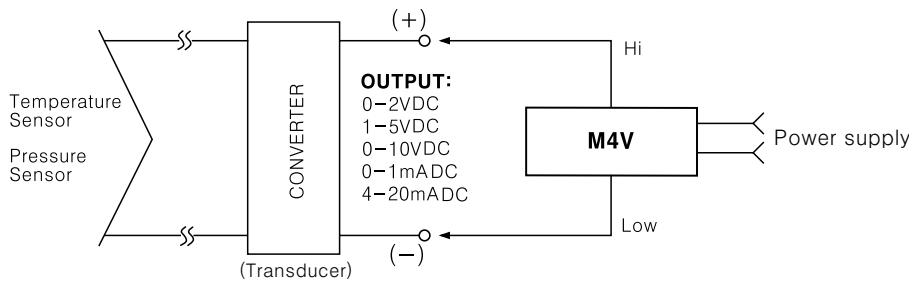 Temperature
Sensor
Pressure
Sensor
CONVERTER
(Transducer)
(+)
OUTPUT:
0-2VDC
1-5VDC
0-10VDC
0-1mADC
4-20mADC
(-)
Hi
M4V
Low
Power supply